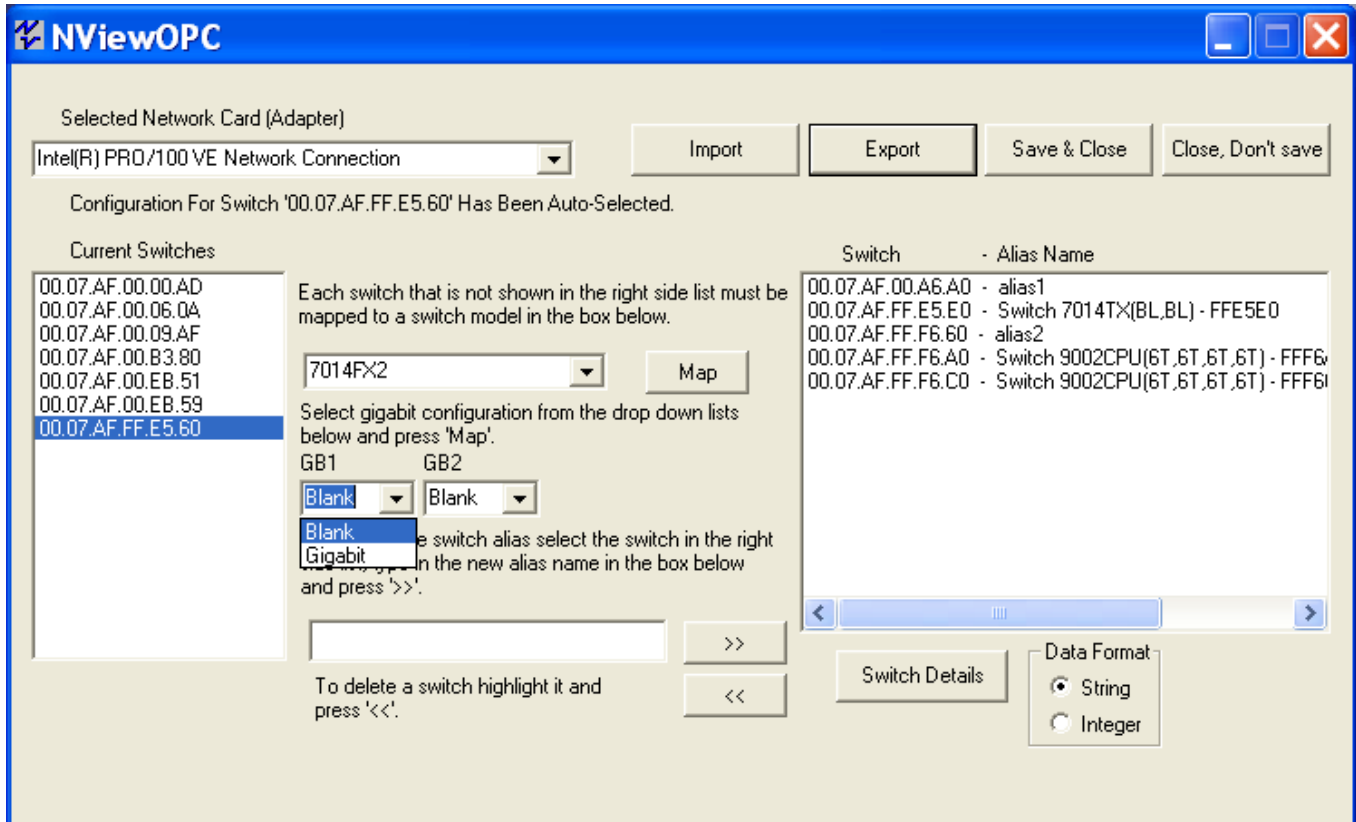 NViewOPC
Selected Network Card (Adapter)
Intel(R) PRO/100 VE Network Connection
Import
Export
Save & Close
Close, Don't save
Configuration For Switch '00.07.AF.FF.E5.60' Has Been Auto-Selected.
Current Switches
00.07.AF.00.00.AD
00.07.AF.00.06.0A
00.07.AF.00.09.AF
00.07.AF.00.B3.80
00.07.AF.00.EB.51
00.07.AF.00.EB.59
00.07.AF.FF.E5.60
Each switch that is not shown in the right side list must be
mapped to a switch model in the box below.
7014FX2
Map
Select gigabit configuration from the drop down lists
below and press 'Map'.
GB1 GB2
Blank Blank
Blank
Gigabit
switch alias select the switch in the right
in the new alias name in the box below
and press '>>'.
>>
To delete a switch highlight it and
press '<<'.
<<
Switch - Alias Name
00.07.AF.00.A6.A0 - alias1
00.07.AF.FF.E5.E0 - Switch 7014TX(BL,BL) - FFE5E0
00.07.AF.FF.F6.60 - alias2
00.07.AF.FF.F6.A0 - Switch 9002CPU(6T,6T,6T,6T) - FFF6
00.07.AF.FF.F6.C0 - Switch 9002CPU(6T,6T,6T,6T) - FFF6
Switch Details
Data Format
String
Integer